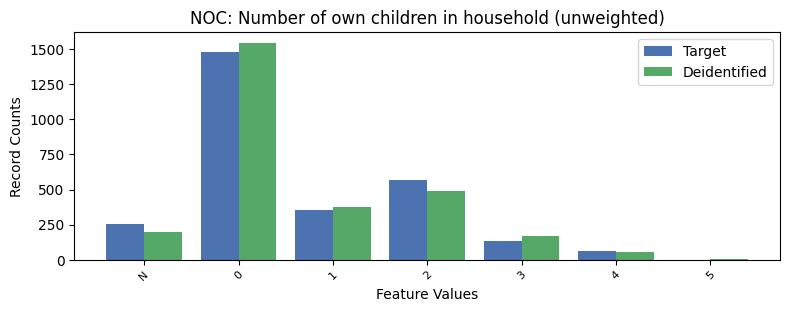 NOC: Number of own children in household (unweighted)
Target
Deidentified
Record Counts
1500
1250
1000
750
500
250
0
N 0 1 2 3 4 5
Feature Values